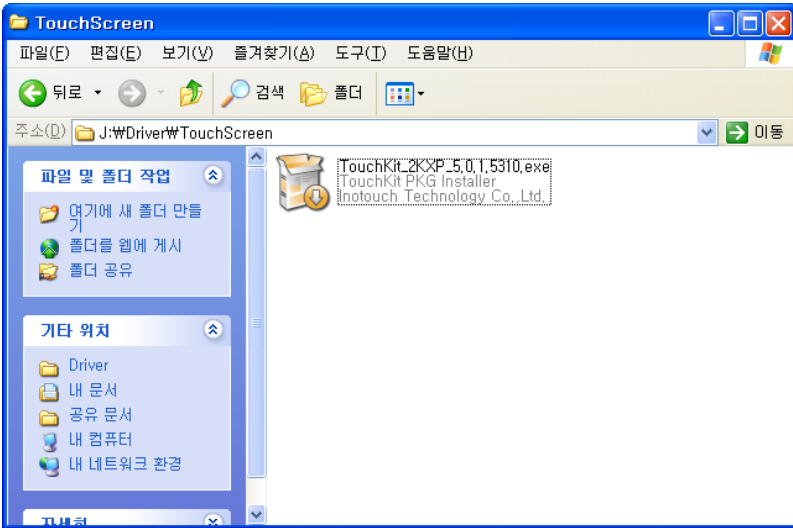 TouchScreen
파일(F) 편집(E) 보기(V) 즐겨찾기(A) 도구(T) 도움말(H)
뒤로 검색 폴더
주소(D) J:₩Driver₩TouchScreen 이동
파일 및 폴더 작업
여기에 새 폴더 만들
기
폴더를 웹에 게시
폴더 공유
기타 위치
Driver
내 문서
공유 문서
내 컴퓨터
내 네트워크 환경
자세히
TouchKit_2KXP_5,0,1,5310,exe
TouchKit PKG Installer
Inotouch Technology Co,,Ltd,